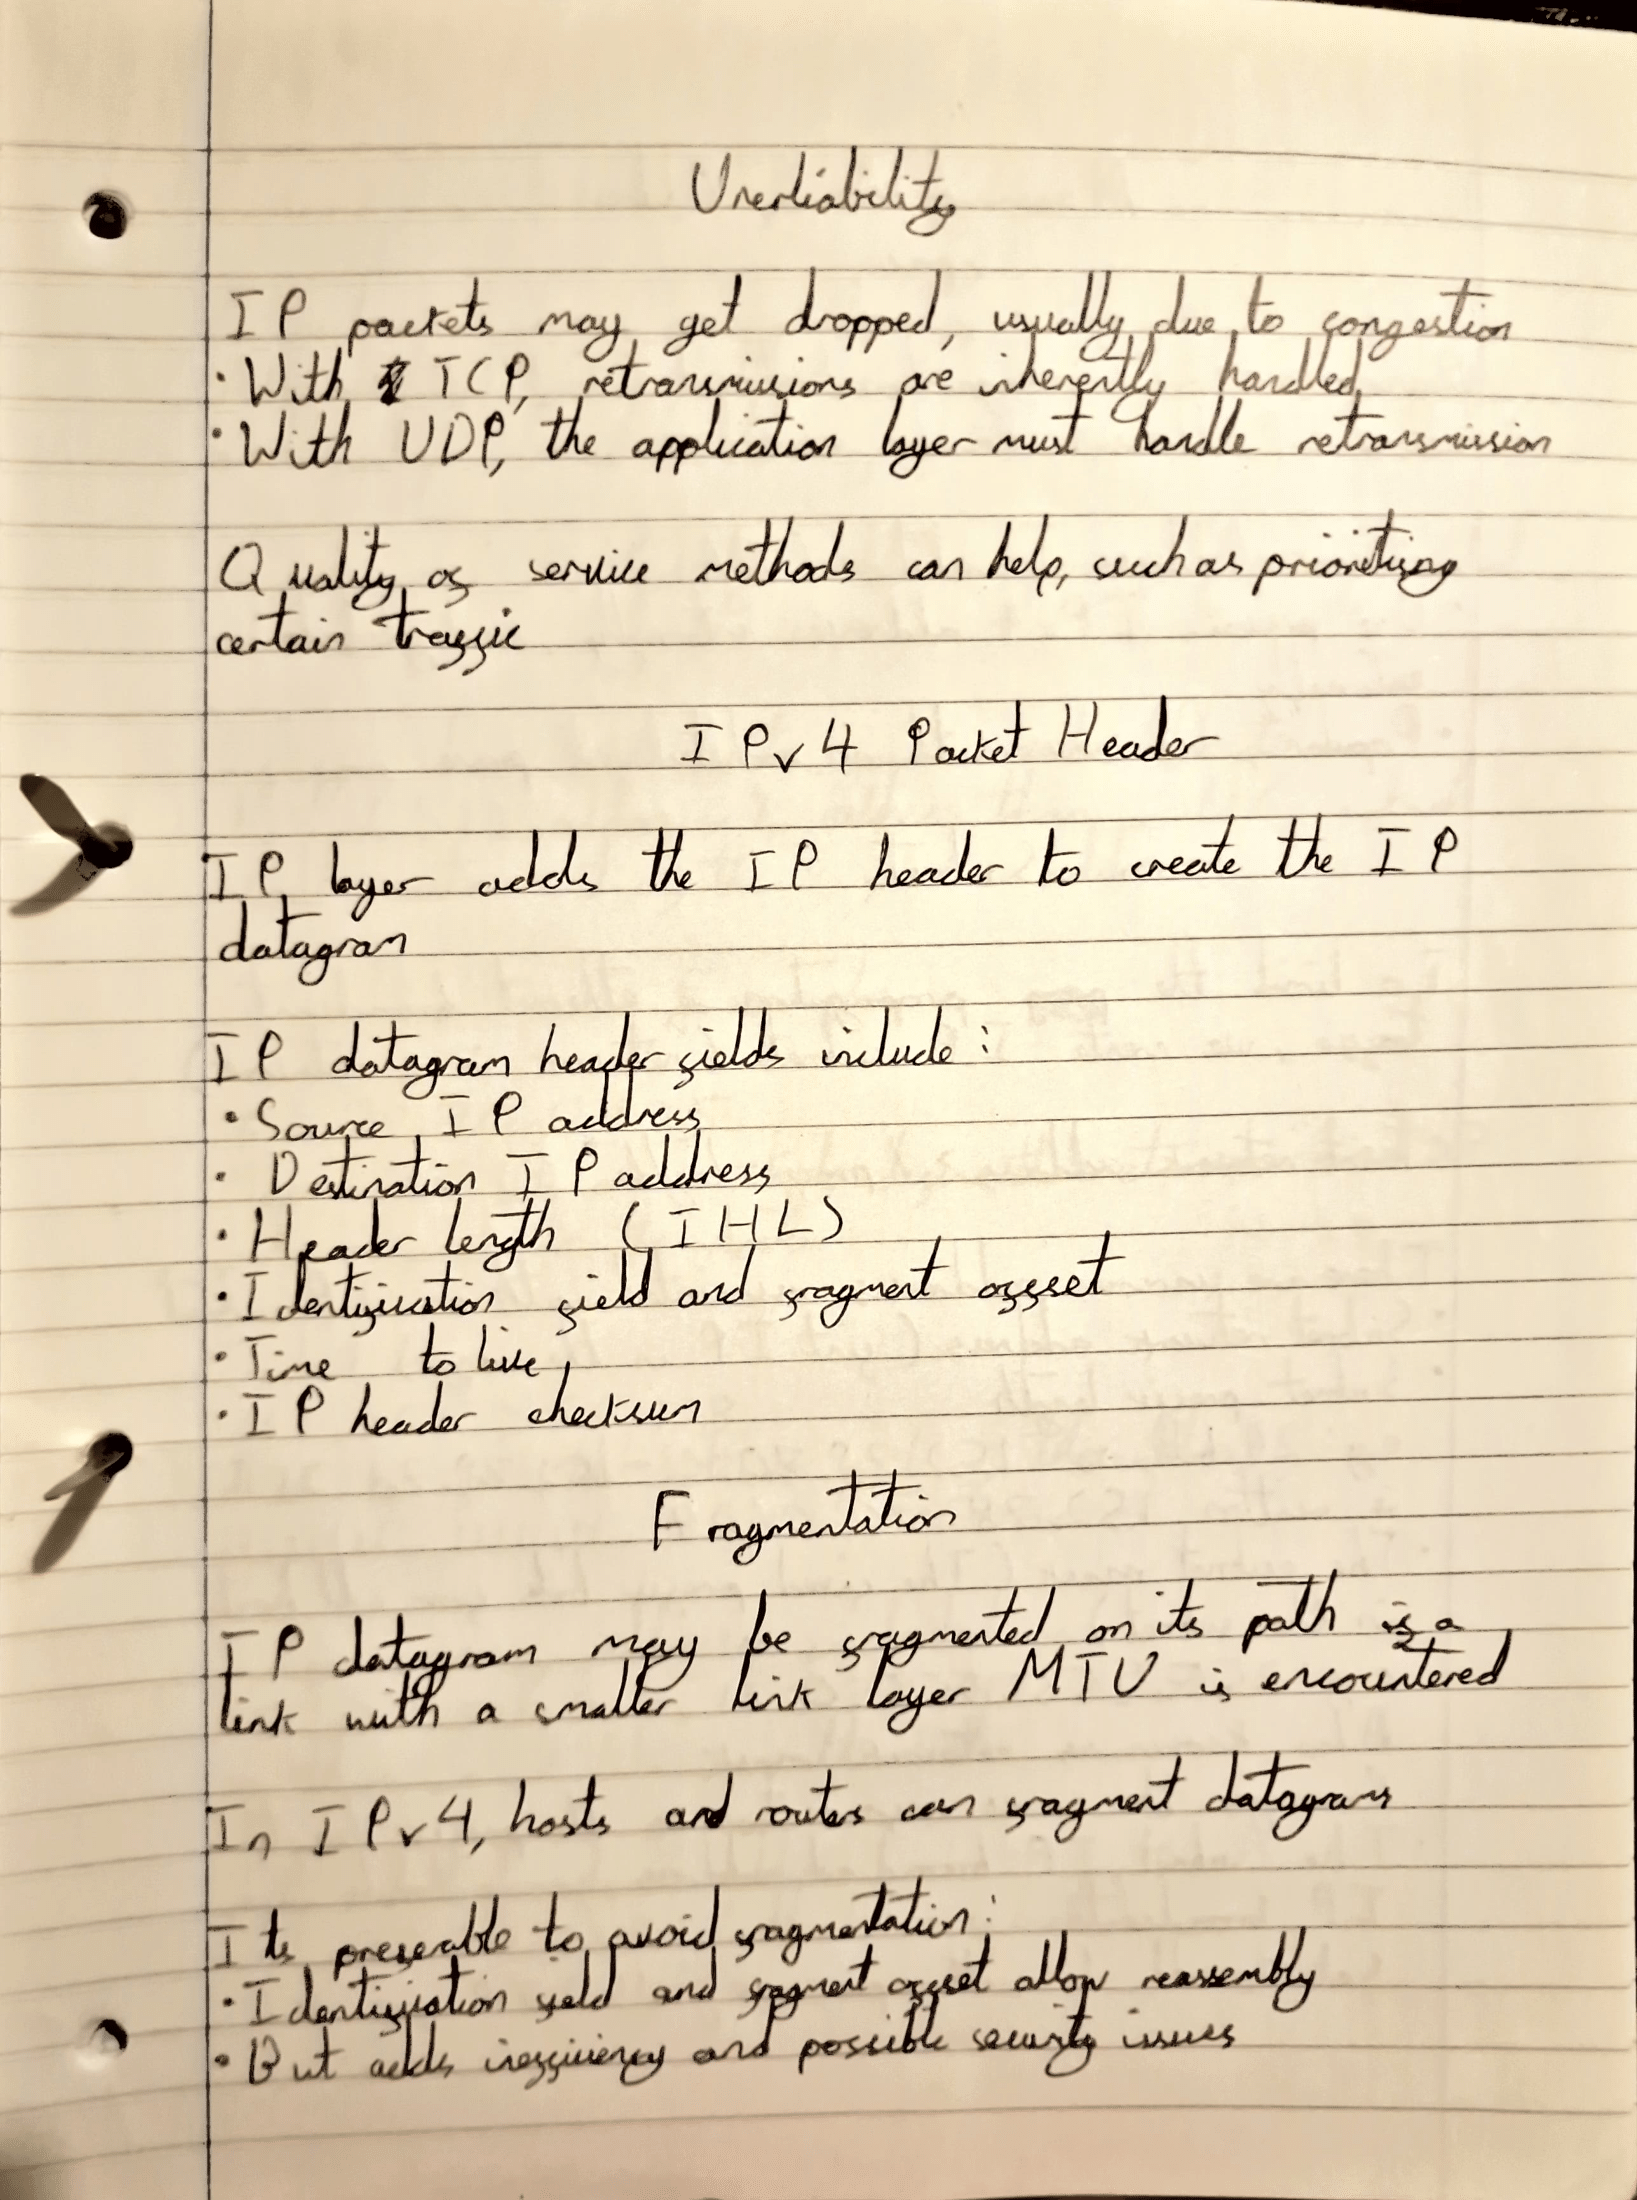 Unerliability
IP packets may get dropped, usually due to congestion
· With TCP, retransmissions are inherently handled
· With UDP, the application layer must handle retransmission
Quality of service methods can help, such as prioritising
certain traffic
IPv4 Packet Header
IP layer adds the IP header to create the IP
datagram
IP datagram header fields include:
· Source IP address
· Destination IP address
· Header length (IHL)
· Identification field and fragment offset
· Time to live
· IP header checksum
Fragmentation
IP datagram may be fragmented on its path if a
link with a smaller link layer MTU is encountered
In IPv4, hosts and routers can fragment datagrams
Its preferable to avoid fragmentation:
· Identification field and fragment offset allow reassembly
· But adds inefficiency and possible security issues